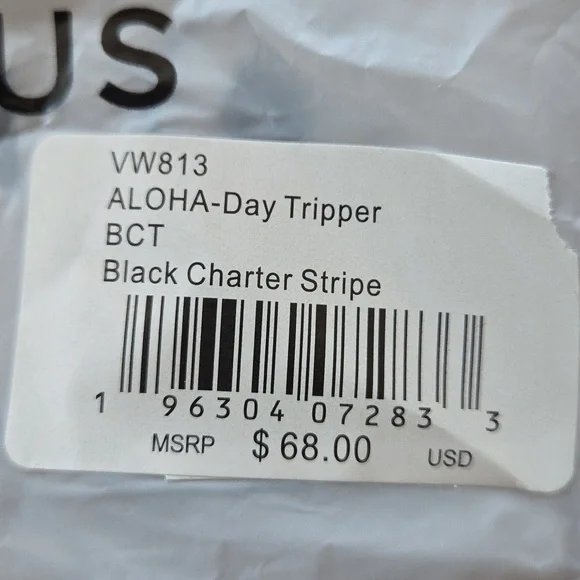 US
VW813
ALOHA-Day Tripper
BCT
Black Charter Stripe
1 96304 07283 3
MSRP $ 68.00 USD